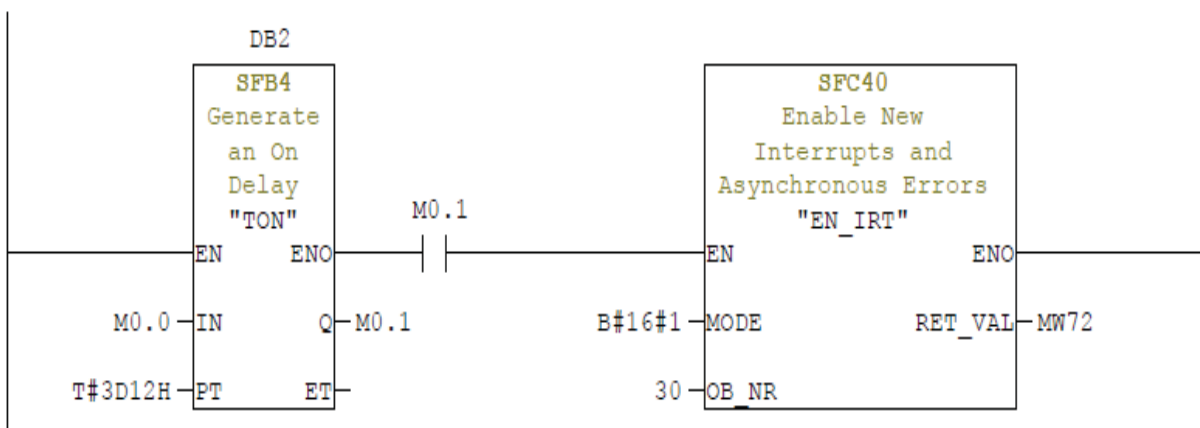 DB2
SFB4
Generate
an On
Delay
"TON"
EN ENO
M0.0 IN Q M0.1
T#3D12H PT ET
M0.1
SFC40
Enable New
Interrupts and
Asynchronous Errors
"EN_IRT"
EN ENO
B#16#1 MODE RET_VAL MW72
30 OB_NR